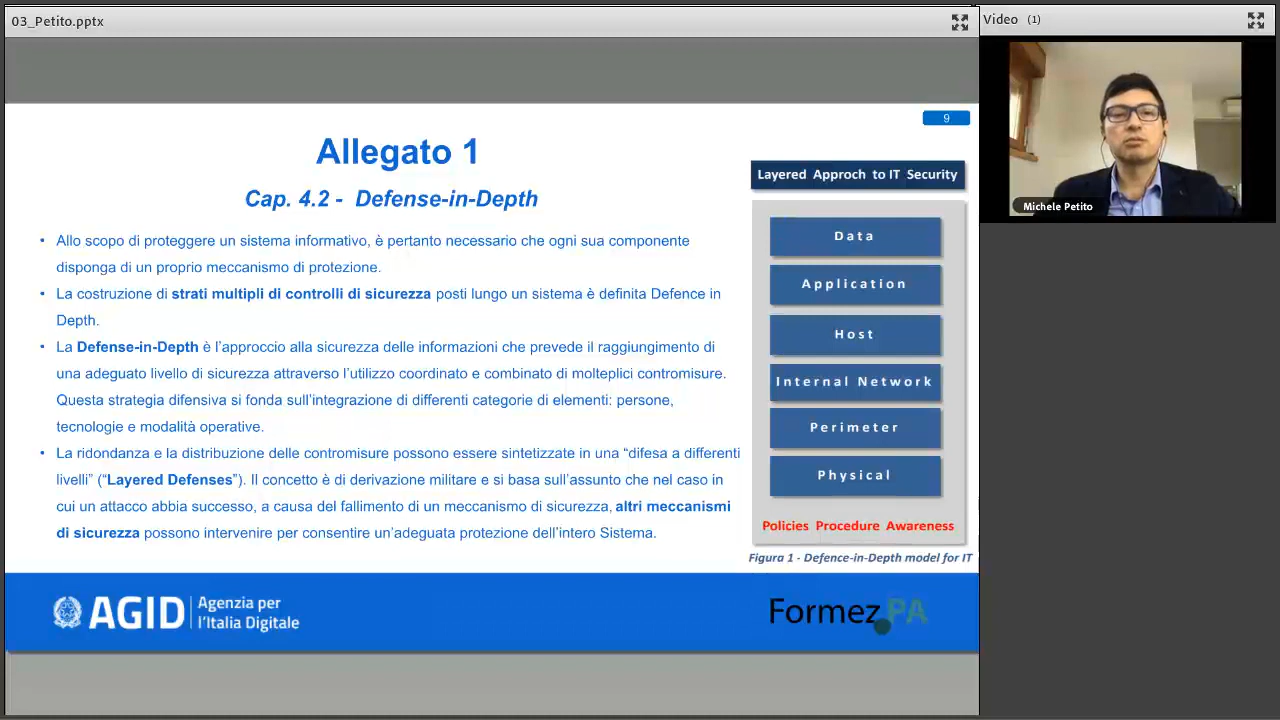 03_Petito.pptx
Video (1)
Michele Petito
9
Allegato 1
Cap. 4.2 - Defense-in-Depth
• Allo scopo di proteggere un sistema informativo, è pertanto necessario che ogni sua componente
disponga di un proprio meccanismo di protezione.
• La costruzione di strati multipli di controlli di sicurezza posti lungo un sistema è definita Defence in
Depth.
• La Defense-in-Depth è l’approccio alla sicurezza delle informazioni che prevede il raggiungimento di
una adeguato livello di sicurezza attraverso l’utilizzo coordinato e combinato di molteplici contromisure.
Questa strategia difensiva si fonda sull’integrazione di differenti categorie di elementi: persone,
tecnologie e modalità operative.
• La ridondanza e la distribuzione delle contromisure possono essere sintetizzate in una “difesa a differenti
livelli” (“Layered Defenses”). Il concetto è di derivazione militare e si basa sull’assunto che nel caso in
cui un attacco abbia successo, a causa del fallimento di un meccanismo di sicurezza, altri meccanismi
di sicurezza possono intervenire per consentire un’adeguata protezione dell’intero Sistema.
Layered Approch to IT Security
Data
Application
Host
Internal Network
Perimeter
Physical
Policies Procedure Awareness
Figura 1 - Defence-in-Depth model for IT
AGID
Agenzia per
l’Italia Digitale
Formez PA